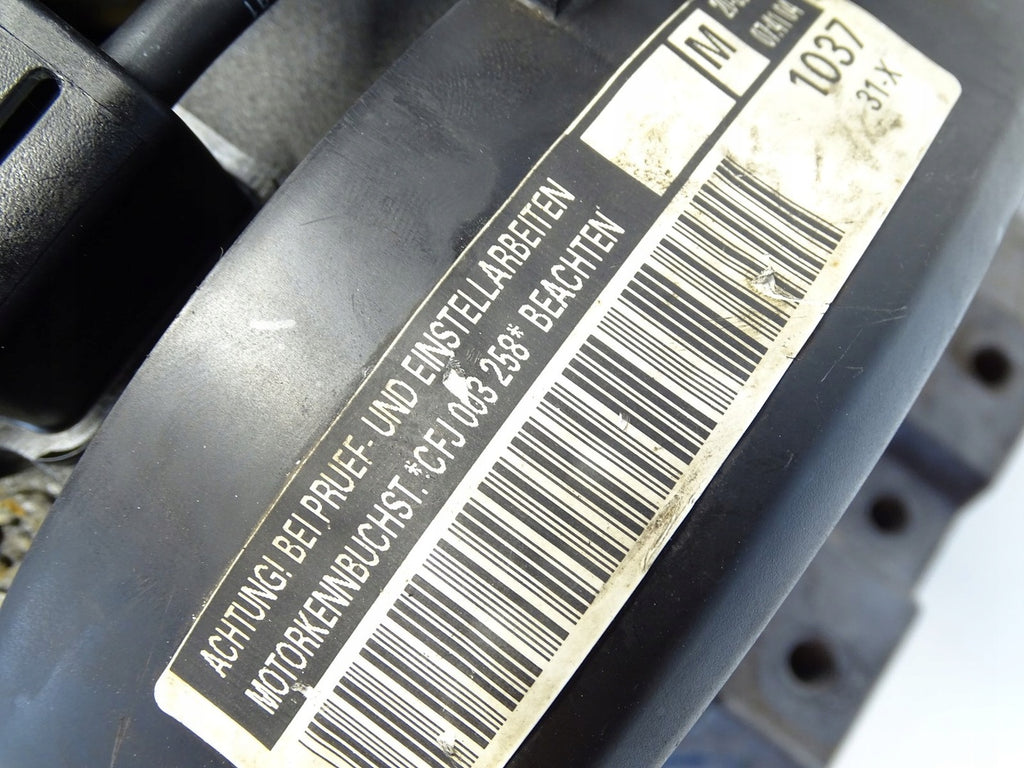 ACHTUNG! BEI PRUEF- UND EINSTELLARBEITEN
MOTORKENNBUCHST. *CFJ 003 258* BEACHTEN
M
1037
31-X